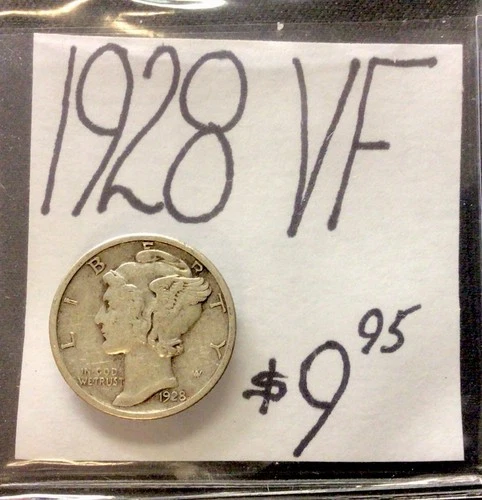 1928 VF
LIBERTY
IN GOD
WE TRUST
1928
$9.95